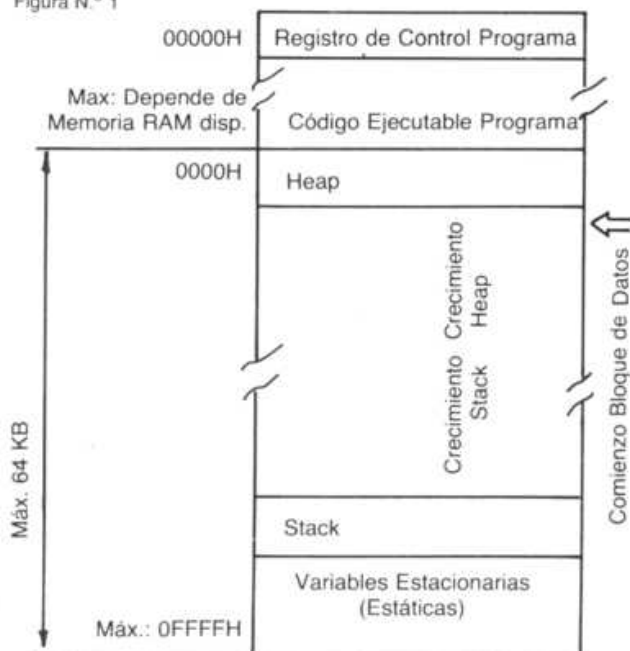 Figura N.° 1
00000H
Registro de Control Programa
Max: Depende de
Memoria RAM disp.
Código Ejecutable Programa
0000H
Heap
Crecimiento
Heap
Comienzo Bloque de Datos
Crecimiento
Stack
Máx. 64 KB
Stack
Variables Estacionarias
(Estáticas)
Máx.: 0FFFFH